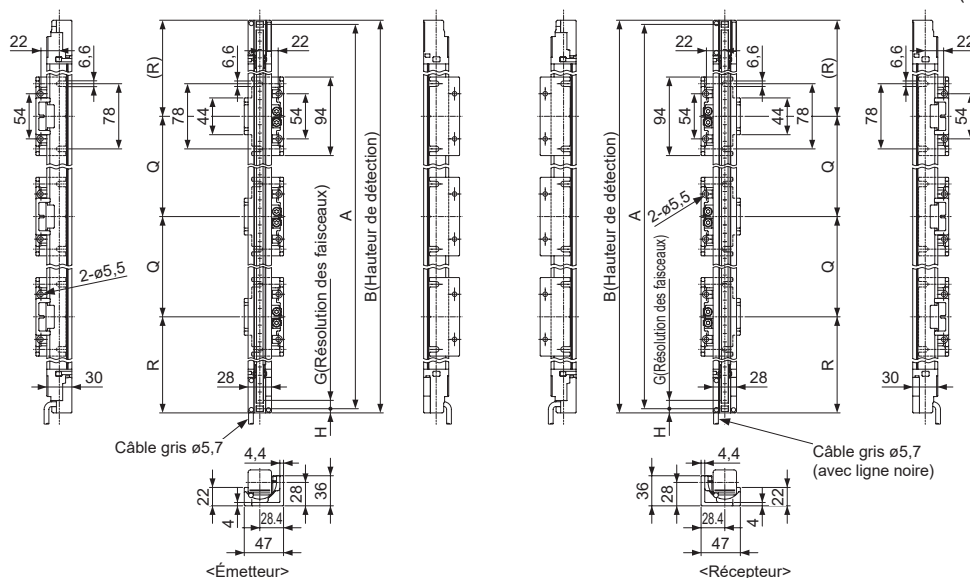 22
6,6
54
78
2-ø5,5
30
(R)
Q
Q
R
78
44
6,6
22
54
94
28
A
B(Hauteur de détection)
G(Résolution des faisceaux)
H
Câble gris ø5,7
4,4
22
4
28
36
28.4
47
<Émetteur>
B(Hauteur de détection)
A
G(Résolution des faisceaux)
H
22
6,6
94
54
44
78
2-ø5,5
28
(R)
Q
Q
R
22
6,6
78
54
30
Câble gris ø5,7
(avec ligne noire)
4,4
36
28
4
22
28.4
47
<Récepteur>